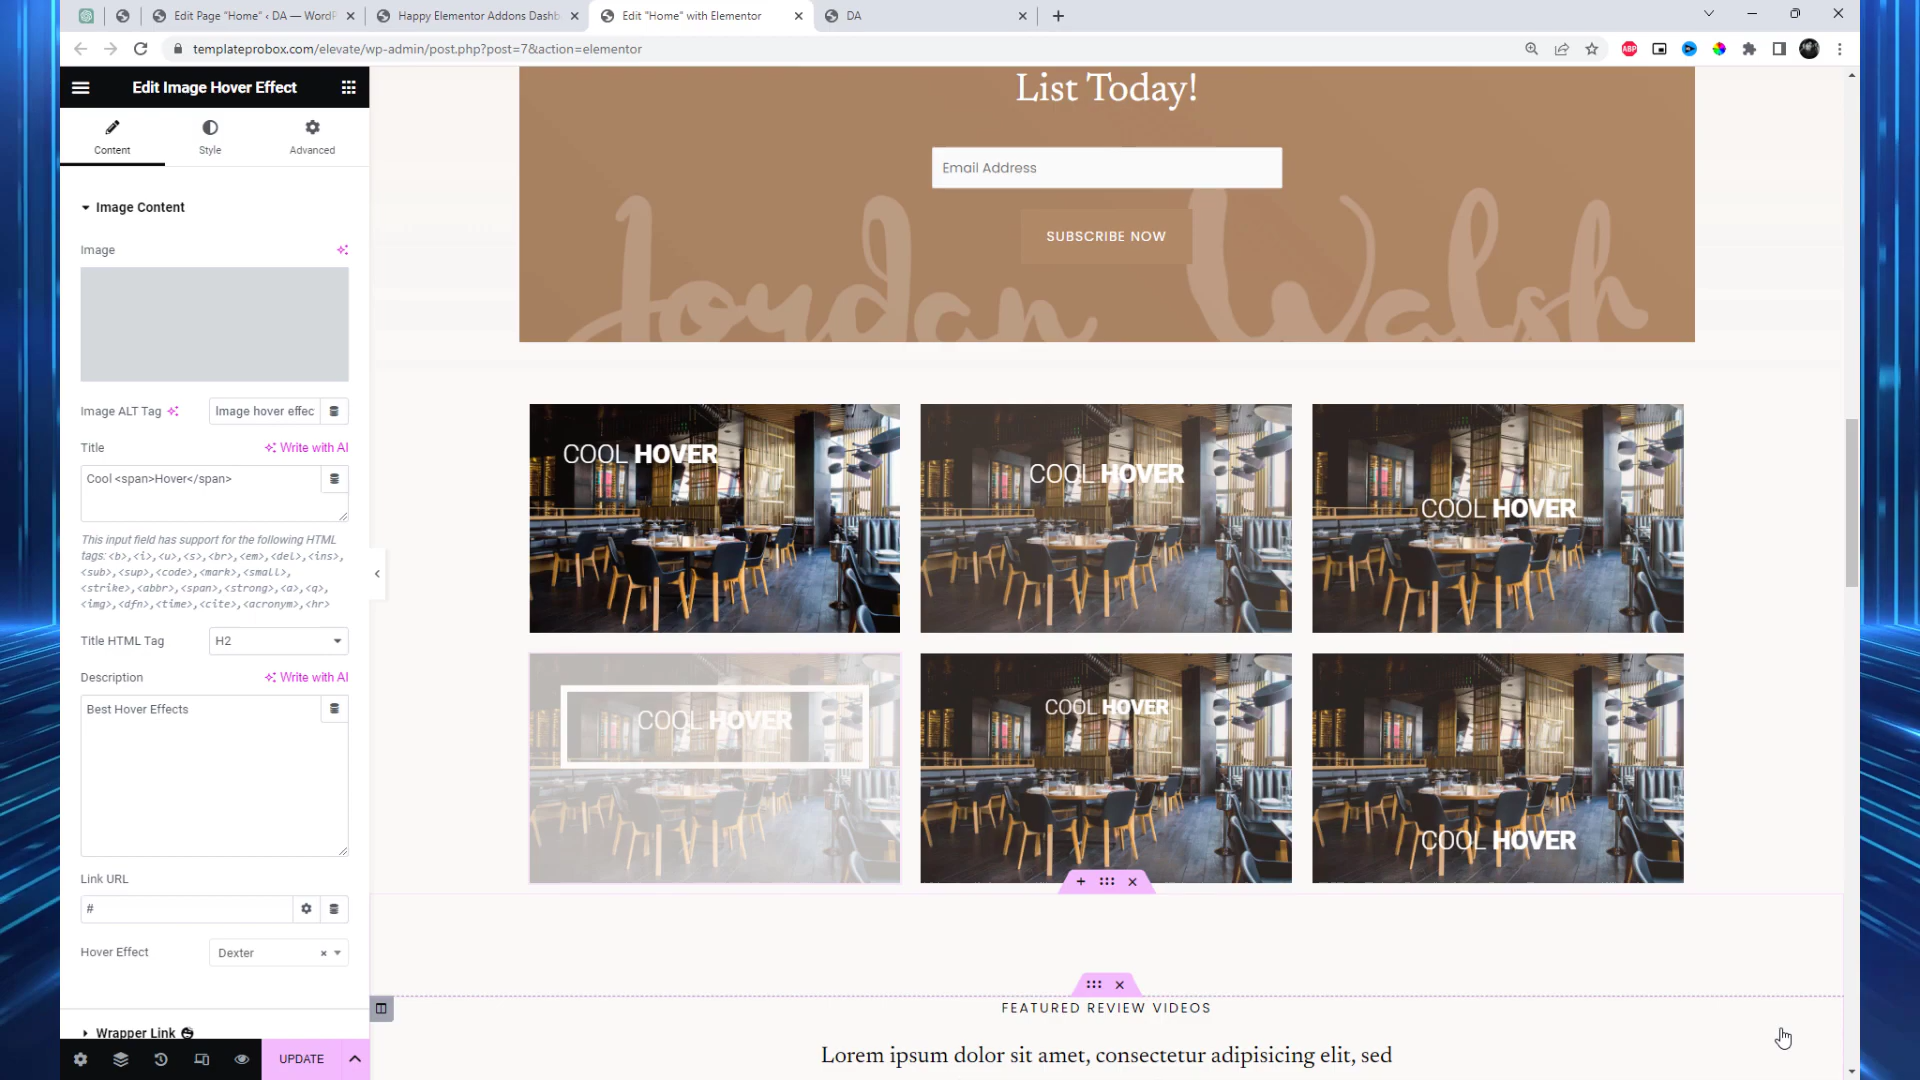 Edit Page "Home" ‹ DA — WordP
Happy Elementor Addons Dashb
Edit "Home" with Elementor
DA
templateprobox.com/elevate/wp-admin/post.php?post=7&action=elementor
ABP
Edit Image Hover Effect
Content
Style
Advanced
Image Content
Image
Image ALT Tag
Image hover effec
Title
Write with AI
Cool <span>Hover</span>
This input field has support for the following HTML
tags: <b>,<i>,<u>,<s>,<br>,<em>,<del>,<ins>,
<sub>,<sup>,<code>,<mark>,<small>,
<strike>,<abbr>,<span>,<strong>,<a>,<q>,
<img>,<dfn>,<time>,<cite>,<acronym>,<hr>
Title HTML Tag
H2
Description
Write with AI
Best Hover Effects
Link URL
#
Hover Effect
Dexter
Wrapper Link
UPDATE
List Today!
Email Address
SUBSCRIBE NOW
Jordan Walsh
COOL HOVER
COOL HOVER
COOL HOVER
COOL HOVER
COOL HOVER
COOL HOVER
FEATURED REVIEW VIDEOS
Lorem ipsum dolor sit amet, consectetur adipisicing elit, sed